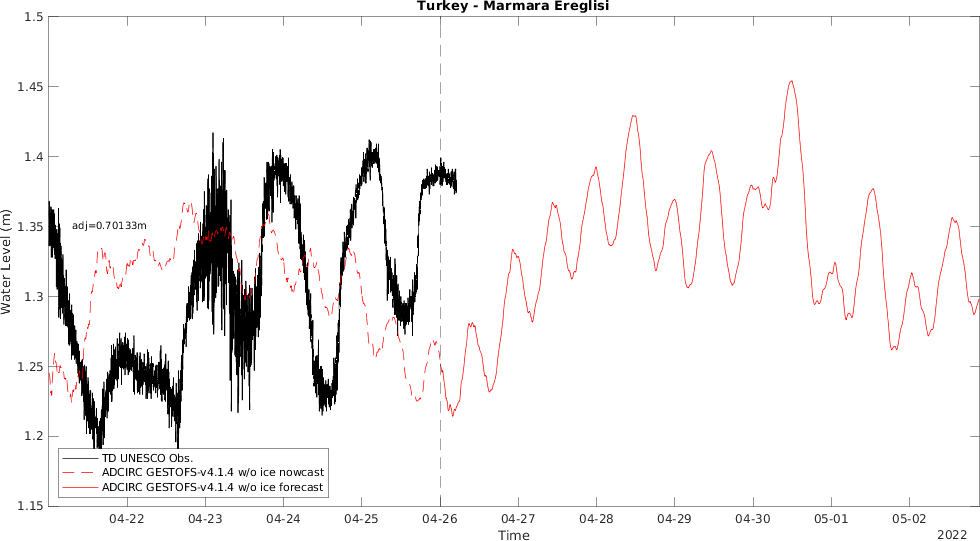 Turkey - Marmara Ereglisi
1.5
1.45
1.4
1.35
1.3
1.25
1.2
1.15
Water Level (m)
adj=0.70133m
TD UNESCO Obs.
ADCIRC GESTOFS-v4.1.4 w/o ice nowcast
ADCIRC GESTOFS-v4.1.4 w/o ice forecast
04-22 04-23 04-24 04-25 04-26 04-27 04-28 04-29 04-30 05-01 05-02
Time
2022